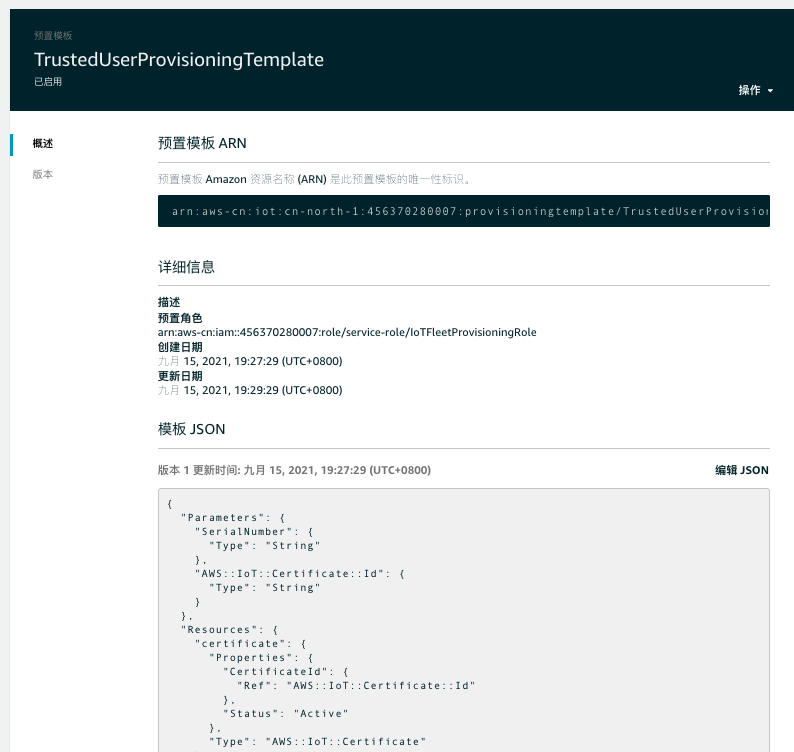 预置模板
TrustedUserProvisioningTemplate
已启用
操作
概述
版本
预置模板 ARN
预置模板 Amazon 资源名称 (ARN) 是此预置模板的唯一性标识。
arn:aws-cn:iot:cn-north-1:456370280007:provisioningtemplate/TrustedUserProvision
详细信息
描述
预置角色
arn:aws-cn:iam::456370280007:role/service-role/IoTFleetProvisioningRole
创建日期
九月 15, 2021, 19:27:29 (UTC+0800)
更新日期
九月 15, 2021, 19:29:29 (UTC+0800)
模板 JSON
版本 1 更新时间: 九月 15, 2021, 19:27:29 (UTC+0800)
编辑 JSON
{
"Parameters": {
"SerialNumber": {
"Type": "String"
},
"AWS::IoT::Certificate::Id": {
"Type": "String"
}
},
"Resources": {
"certificate": {
"Properties": {
"CertificateId": {
"Ref": "AWS::IoT::Certificate::Id"
},
"Status": "Active"
},
"Type": "AWS::IoT::Certificate"